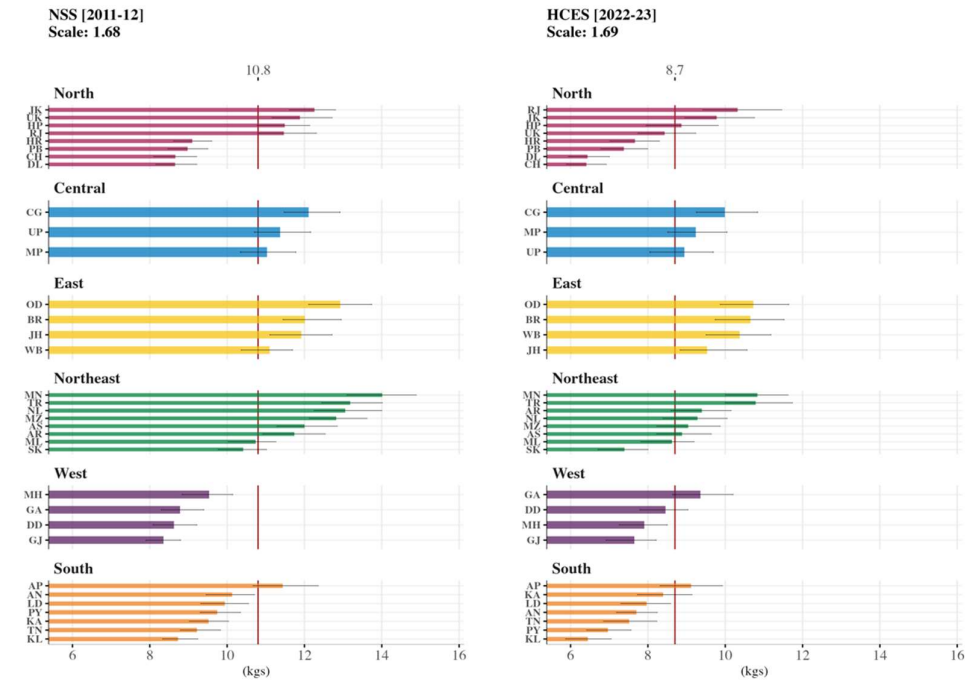 NSS [2011-12]
Scale: 1.68
10.8
North
JK
UK
HP
RJ
HR
PB
CH
DL
Central
CG
UP
MP
East
OD
BR
JH
WB
Northeast
MN
TR
NL
MZ
AS
AR
ML
SK
West
MH
GA
DD
GJ
South
AP
AN
LD
PY
KA
TN
KL
6 8 10 12 14 16
(kgs)
HCES [2022-23]
Scale: 1.69
8.7
North
RJ
JK
HP
UK
HR
PB
DL
CH
Central
CG
MP
UP
East
OD
BR
WB
JH
Northeast
MN
TR
AR
NL
MZ
AS
ML
SK
West
GA
DD
MH
GJ
South
AP
KA
LD
AN
TN
PY
KL
6 8 10 12 14 16
(kgs)